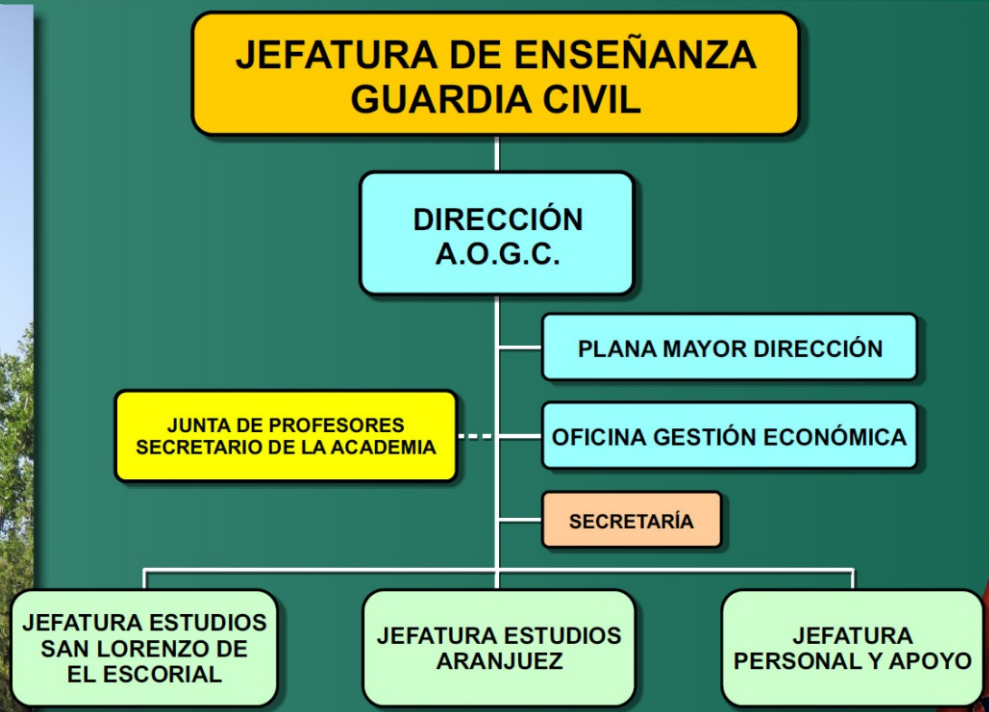 JEFATURA DE ENSEÑANZA
GUARDIA CIVIL
DIRECCIÓN
A.O.G.C.
PLANA MAYOR DIRECCIÓN
JUNTA DE PROFESORES
SECRETARIO DE LA ACADEMIA
OFICINA GESTIÓN ECONÓMICA
SECRETARÍA
JEFATURA ESTUDIOS
SAN LORENZO DE
EL ESCORIAL
JEFATURA ESTUDIOS
ARANJUEZ
JEFATURA
PERSONAL Y APOYO